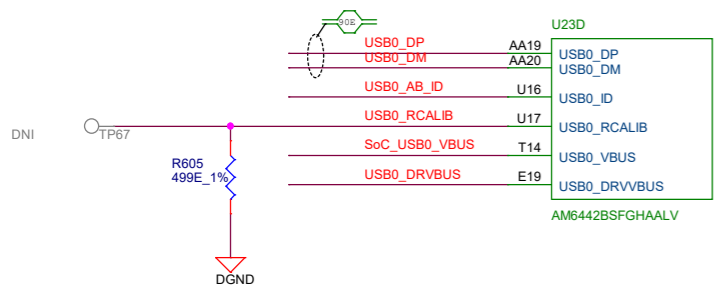 90E
U23D
USB0_DP
AA19
USB0_DP
USB0_DM
AA20
USB0_DM
USB0_AB_ID
U16
USB0_ID
USB0_RCALIB
U17
USB0_RCALIB
DNI
TP67
SoC_USB0_VBUS
T14
USB0_VBUS
R605
499E_1%
USB0_DRVBUS
E19
USB0_DRVVBUS
AM6442BSFGHAALV
DGND